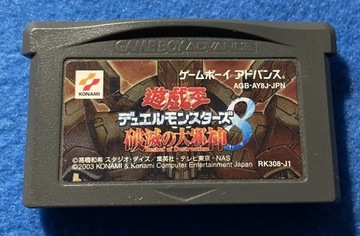 GAME BOY ADVANCE
KONAMI
ゲームボーイ アドバンス®
AGB-AY8J-JPN
遊戯王
デュエルモンスターズ8
破滅の大邪神
Reshef of Destruction
©高橋和希 スタジオ・ダイス/集英社・テレビ東京・NAS
©2003 KONAMI & Konami Computer Entertainment Japan
RK308-J1